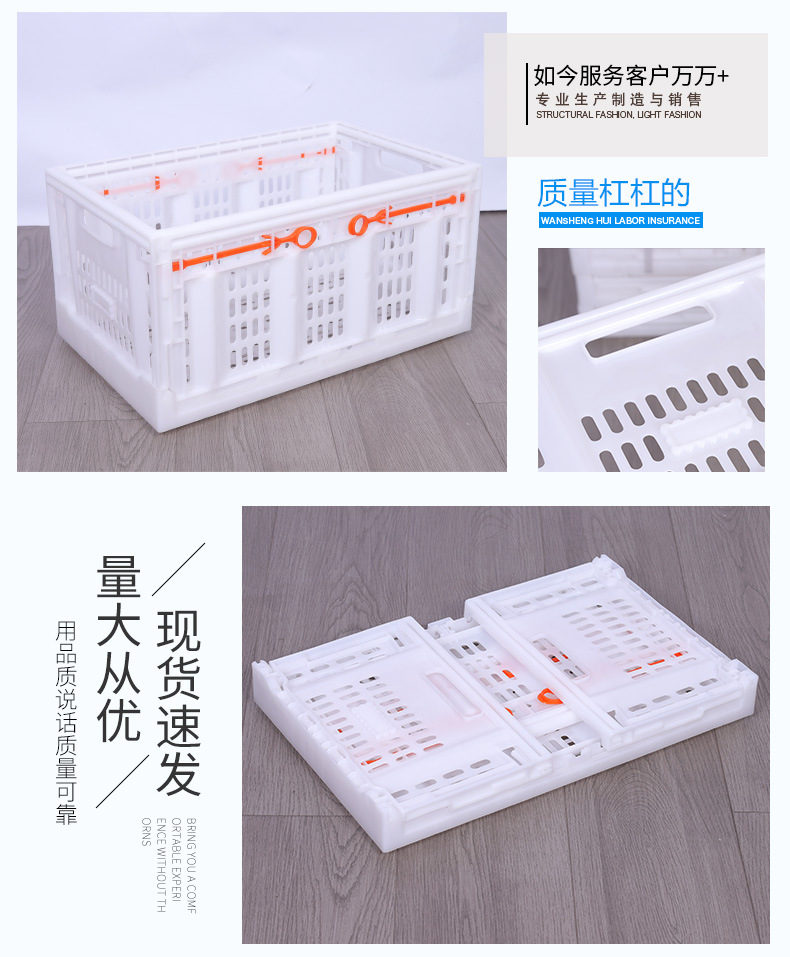 如今服务客户万万+
专业生产制造与销售
STRUCTURAL FASHION, LIGHT FASHION
质量杠杠的
WANSHENG HUI LABOR INSURANCE
现货速发
量大从优
用品质说话质量可靠
BRING YOU A COMF
ORTABLE EXPERI
ENCE WITHOUT TH
ORNS